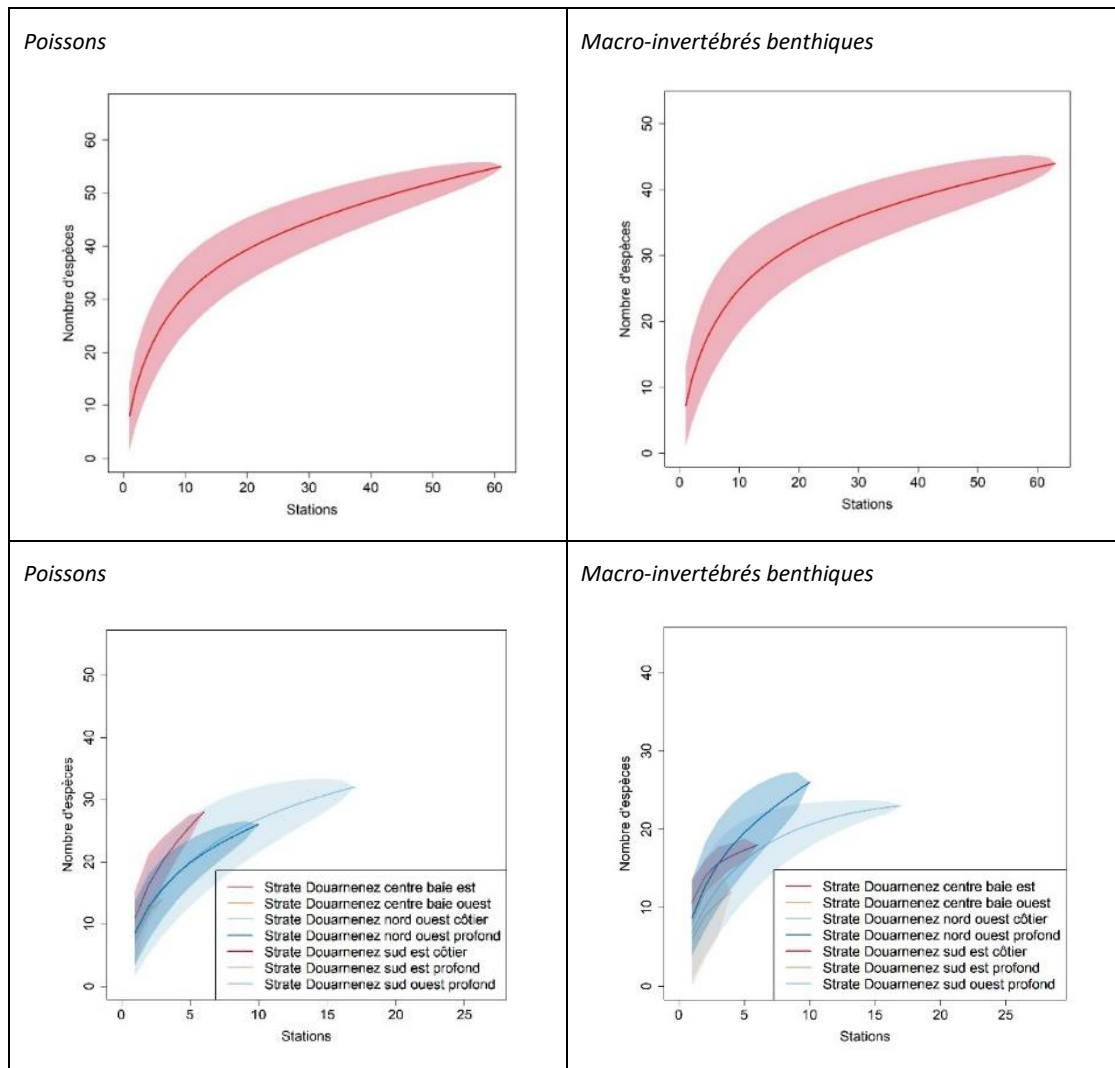 Poissons
60
50
40
30
20
10
0
Nombre d'espèces
0 10 20 30 40 50 60
Stations
Macro-invertébrés benthiques
50
40
30
20
10
0
Nombre d'espèces
0 10 20 30 40 50 60
Stations
Poissons
50
40
30
20
10
0
Nombre d'espèces
Strate Douarnenez centre baie est
Strate Douarnenez centre baie ouest
Strate Douarnenez nord ouest côtier
Strate Douarnenez nord ouest profond
Strate Douarnenez sud est côtier
Strate Douarnenez sud est profond
Strate Douarnenez sud ouest profond
0 5 10 15 20 25
Stations
Macro-invertébrés benthiques
40
30
20
10
0
Nombre d'espèces
Strate Douarnenez centre baie est
Strate Douarnenez centre baie ouest
Strate Douarnenez nord ouest côtier
Strate Douarnenez nord ouest profond
Strate Douarnenez sud est côtier
Strate Douarnenez sud est profond
Strate Douarnenez sud ouest profond
0 5 10 15 20 25
Stations